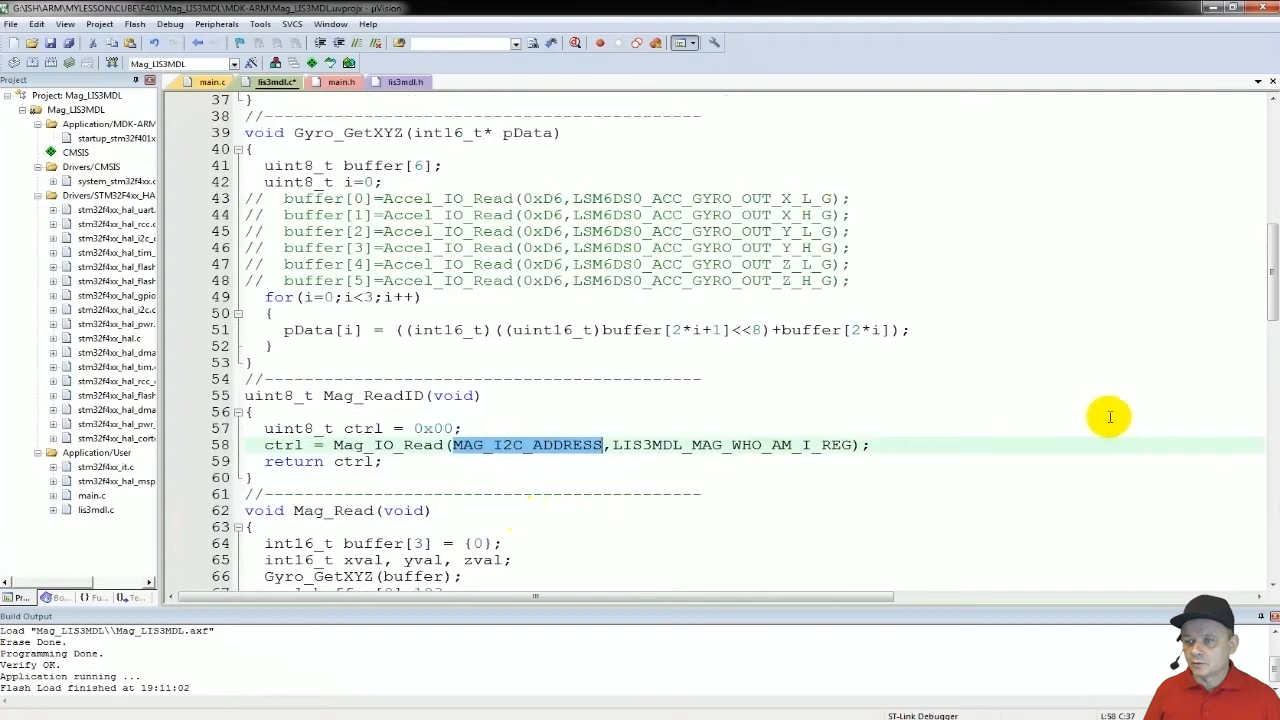 G:\ISH\ARM\MYLESSON\CUBE\F401\Mag_LIS3MDL\MDK-ARM\Mag_LIS3MDL.uvprojx - µVision
File Edit View Project Flash Debug Peripherals Tools SVCS Window Help
Mag_LIS3MDL
Project
main.c lis3mdl.c* main.h lis3mdl.h
Project: Mag_LIS3MDL
Mag_LIS3MDL
Application/MDK-ARM
startup_stm32f401x
CMSIS
Drivers/CMSIS
system_stm32f4xx.c
Drivers/STM32F4xx_HA
stm32f4xx_hal_uart.
stm32f4xx_hal_rcc.c
stm32f4xx_hal_i2c_
stm32f4xx_hal_tim_
stm32f4xx_hal_flash
stm32f4xx_hal_flash
stm32f4xx_hal_gpio
stm32f4xx_hal_i2c.c
stm32f4xx_hal_pwr.
stm32f4xx_hal.c
stm32f4xx_hal_dma
stm32f4xx_hal_tim.c
stm32f4xx_hal_rcc_
stm32f4xx_hal_flash
stm32f4xx_hal_dma
stm32f4xx_hal_pwr_
stm32f4xx_hal_cort
Application/User
stm32f4xx_it.c
stm32f4xx_hal_msp
main.c
lis3mdl.c
37 }
38 //--------------------------------------------
39 void Gyro_GetXYZ(int16_t* pData)
40 {
41 uint8_t buffer[6];
42 uint8_t i=0;
43 // buffer[0]=Accel_IO_Read(0xD6,LSM6DS0_ACC_GYRO_OUT_X_L_G);
44 // buffer[1]=Accel_IO_Read(0xD6,LSM6DS0_ACC_GYRO_OUT_X_H_G);
45 // buffer[2]=Accel_IO_Read(0xD6,LSM6DS0_ACC_GYRO_OUT_Y_L_G);
46 // buffer[3]=Accel_IO_Read(0xD6,LSM6DS0_ACC_GYRO_OUT_Y_H_G);
47 // buffer[4]=Accel_IO_Read(0xD6,LSM6DS0_ACC_GYRO_OUT_Z_L_G);
48 // buffer[5]=Accel_IO_Read(0xD6,LSM6DS0_ACC_GYRO_OUT_Z_H_G);
49 for(i=0;i<3;i++)
50 {
51 pData[i] = ((int16_t)((uint16_t)buffer[2*i+1]<<8)+buffer[2*i]);
52 }
53 }
54 //--------------------------------------------
55 uint8_t Mag_ReadID(void)
56 {
57 uint8_t ctrl = 0x00;
58 ctrl = Mag_IO_Read(MAG_I2C_ADDRESS,LIS3MDL_MAG_WHO_AM_I_REG);
59 return ctrl;
60 }
61 //--------------------------------------------
62 void Mag_Read(void)
63 {
64 int16_t buffer[3] = {0};
65 int16_t xval, yval, zval;
66 Gyro_GetXYZ(buffer);
Pr... Bo... {} Fu... Te...
Build Output
Load "Mag_LIS3MDL\\Mag_LIS3MDL.axf"
Erase Done.
Programming Done.
Verify OK.
Application running ...
Flash Load finished at 19:11:02
ST-Link Debugger L:58 C:37